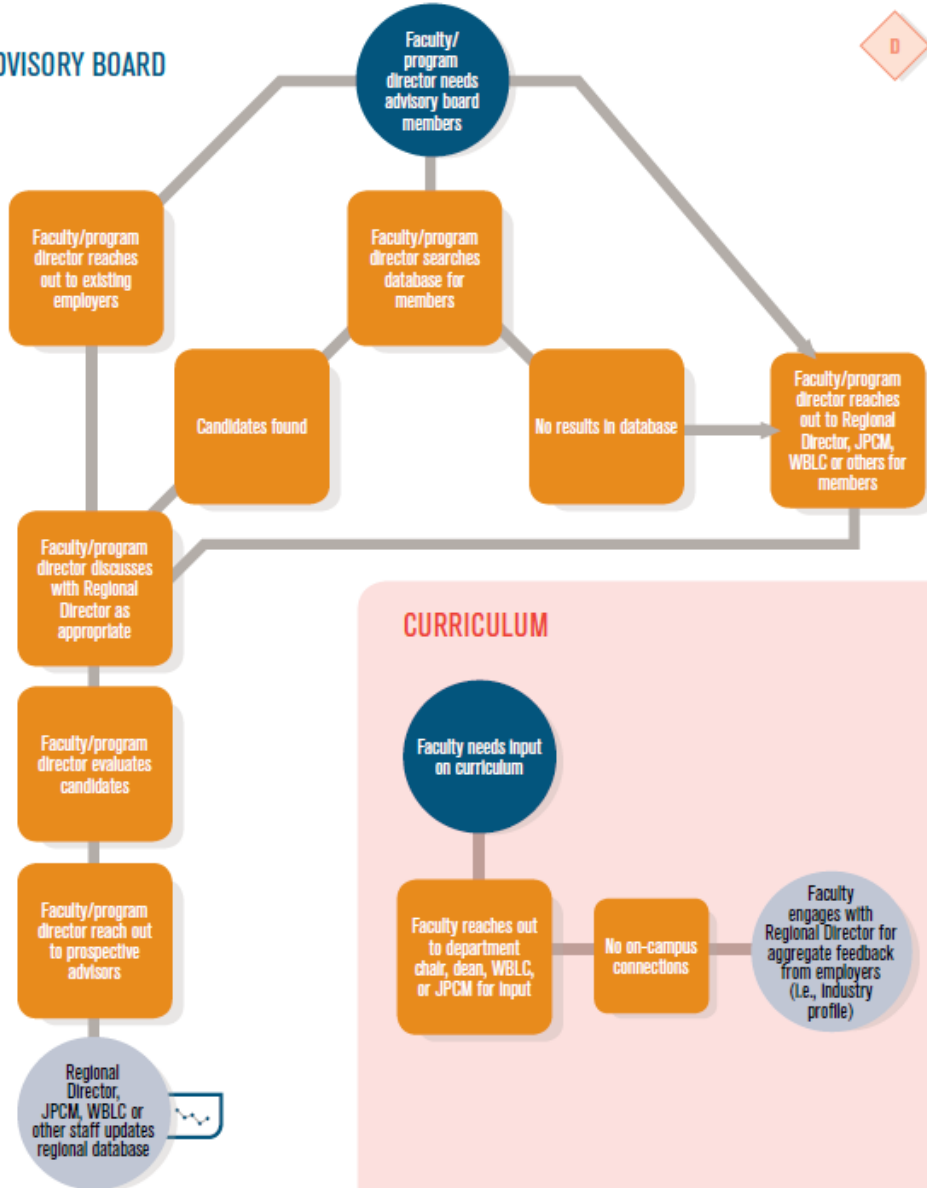 DVISORY BOARD
D
Faculty/
program
director needs
advisory board
members
Faculty/program
director reaches
out to existing
employers
Faculty/program
director searches
database for
members
Candidates found
No results in database
Faculty/program
director reaches
out to Regional
Director, JPCM,
WBLC or others for
members
Faculty/program
director discusses
with Regional
Director as
appropriate
Faculty/program
director evaluates
candidates
Faculty/program
director reach out
to prospective
advisors
Regional
Director,
JPCM, WBLC or
other staff updates
regional database
CURRICULUM
Faculty needs input
on curriculum
Faculty reaches out
to department
chair, dean, WBLC,
or JPCM for input
No on-campus
connections
Faculty
engages with
Regional Director for
aggregate feedback
from employers
(i.e., industry
profile)